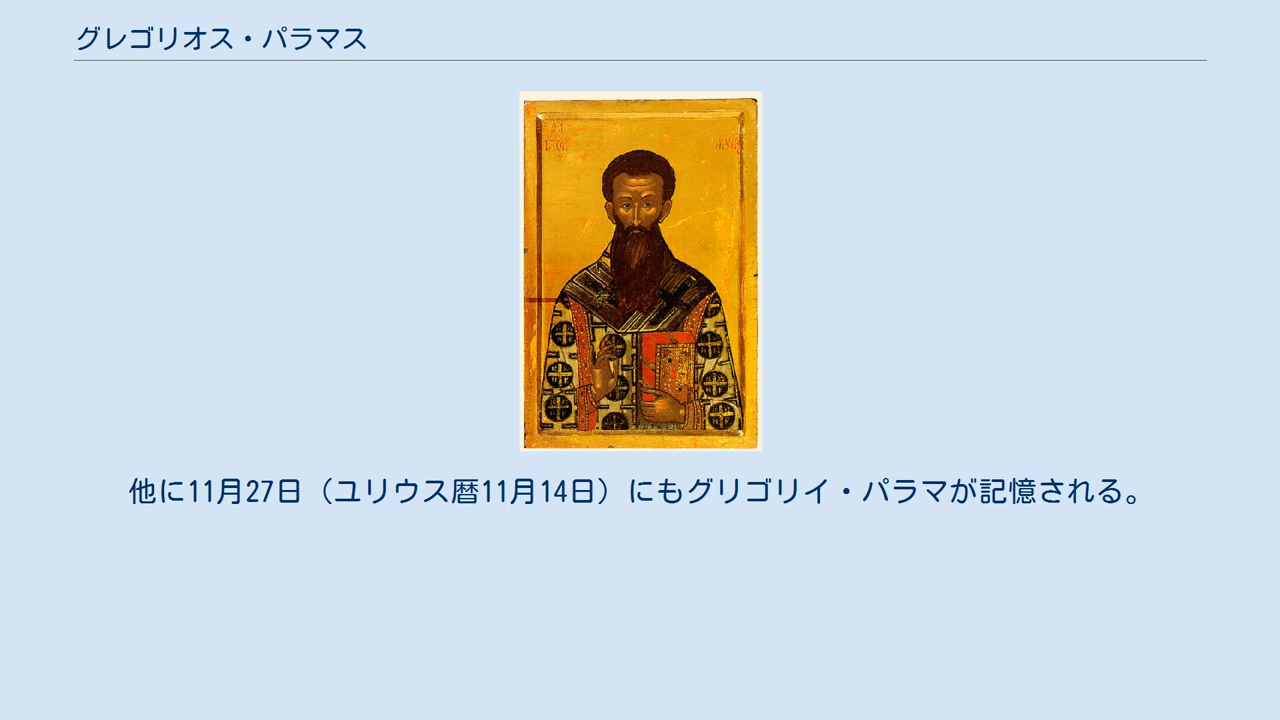 グレゴリオス・パラマス
他に11月27日（ユリウス暦11月14日）にもグリゴリイ・パラマが記憶される。